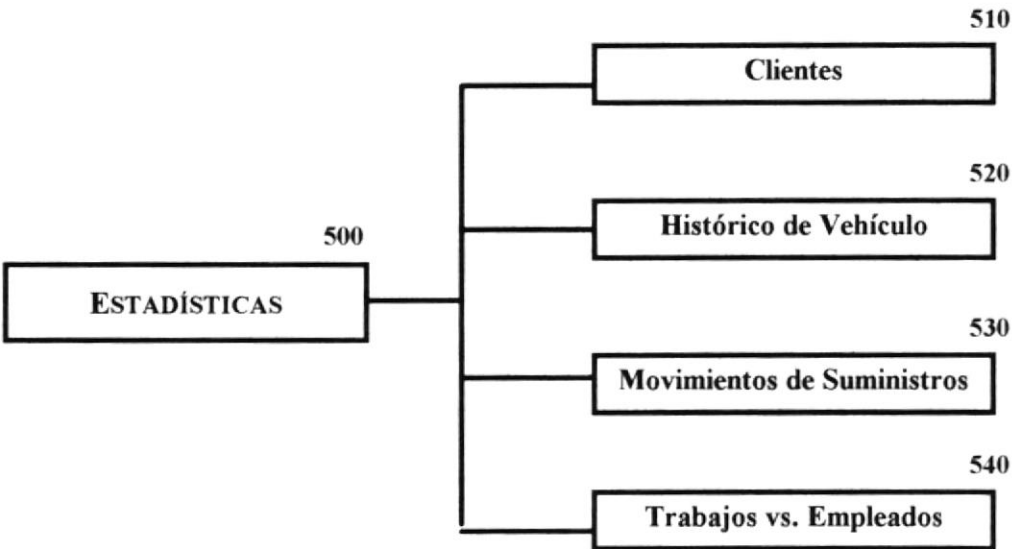 510
Clientes
520
Histórico de Vehículo
500
ESTADÍSTICAS
530
Movimientos de Suministros
540
Trabajos vs. Empleados